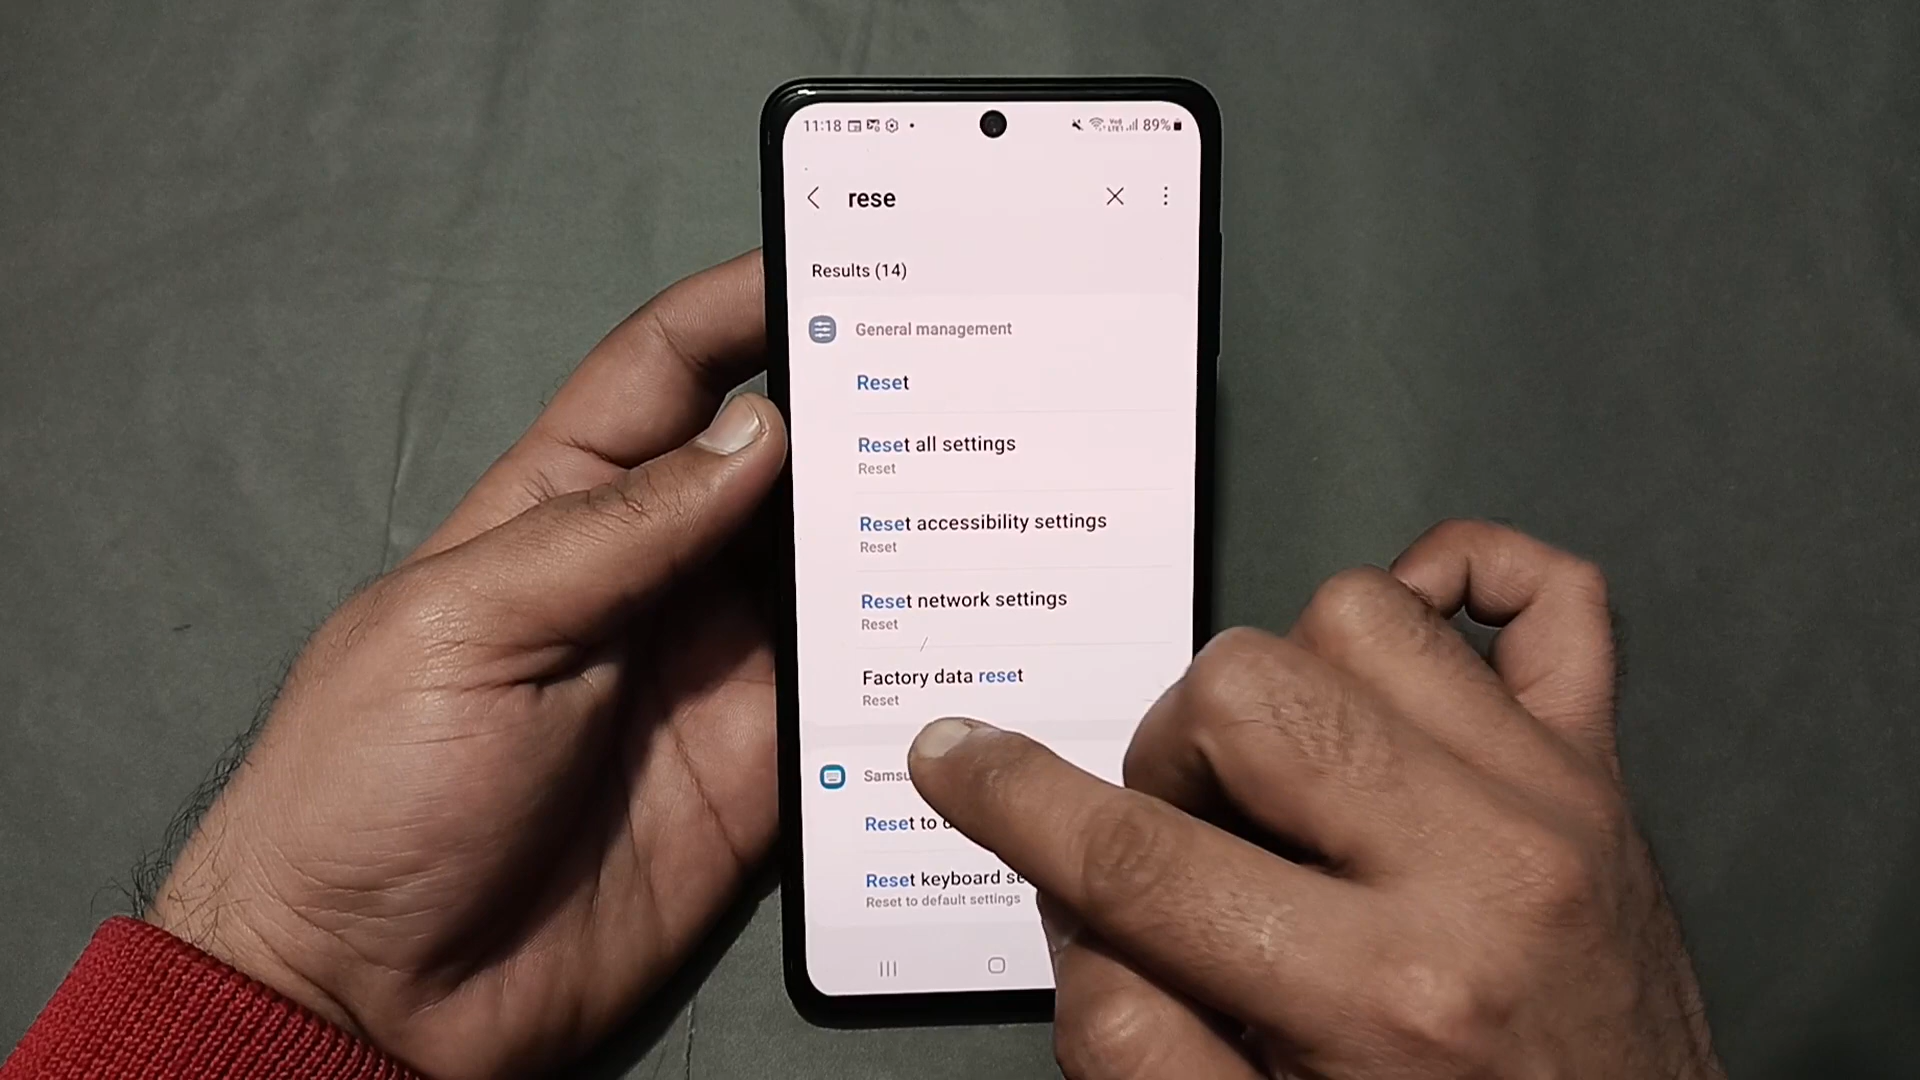 11:18 89%
rese
Results (14)
General management
Reset
Reset all settings
Reset
Reset accessibility settings
Reset
Reset network settings
Reset
Factory data reset
Reset
Reset to
Reset keyboard
Reset to default settings